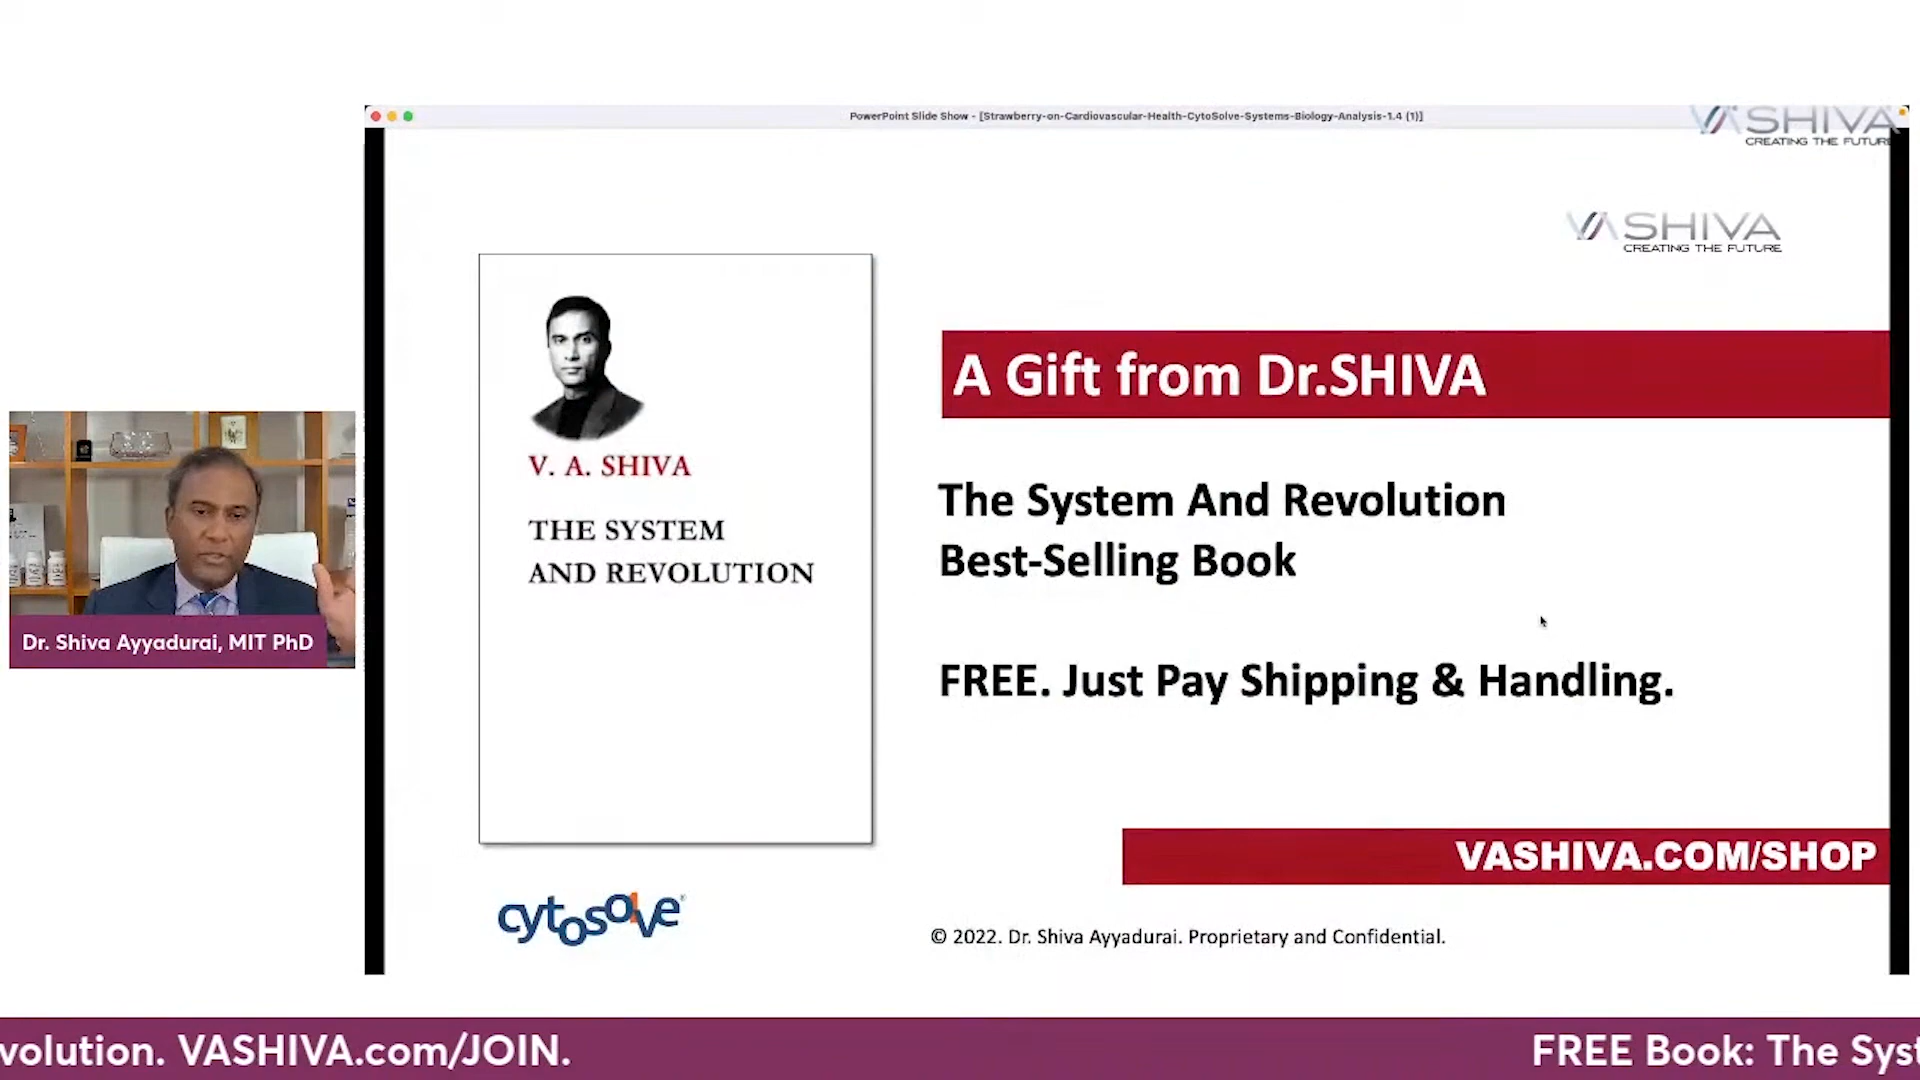 PowerPoint Slide Show - [Strawberry-on-Cardiovascular-Health-CytoSolve-Systems-Biology-Analysis-1.4 (1)]
VASHIVA
CREATING THE FUTURE
VASHIVA
CREATING THE FUTURE
V. A. SHIVA
THE SYSTEM
AND REVOLUTION
A Gift from Dr.SHIVA
The System And Revolution
Best-Selling Book
FREE. Just Pay Shipping & Handling.
VASHIVA.COM/SHOP
cytosolve
© 2022. Dr. Shiva Ayyadurai. Proprietary and Confidential.
Dr. Shiva Ayyadurai, MIT PhD
volution. VASHIVA.com/JOIN.
FREE Book: The Syst